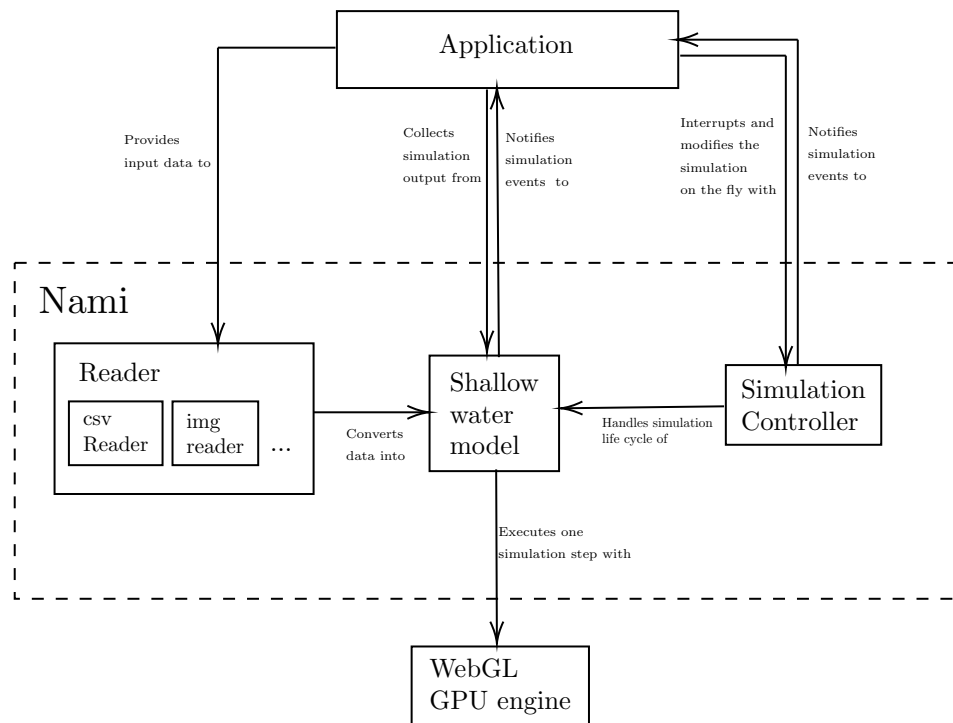 Application
Provides
input data to
Collects
simulation
output from
Notifies
simulation
events to
Interrupts and
modifies the
simulation
on the fly with
Notifies
simulation
events to
Nami
Reader
csv
Reader
img
reader
...
Converts
data into
Shallow
water
model
Handles simulation
life cycle of
Simulation
Controller
Executes one
simulation step with
WebGL
GPU engine